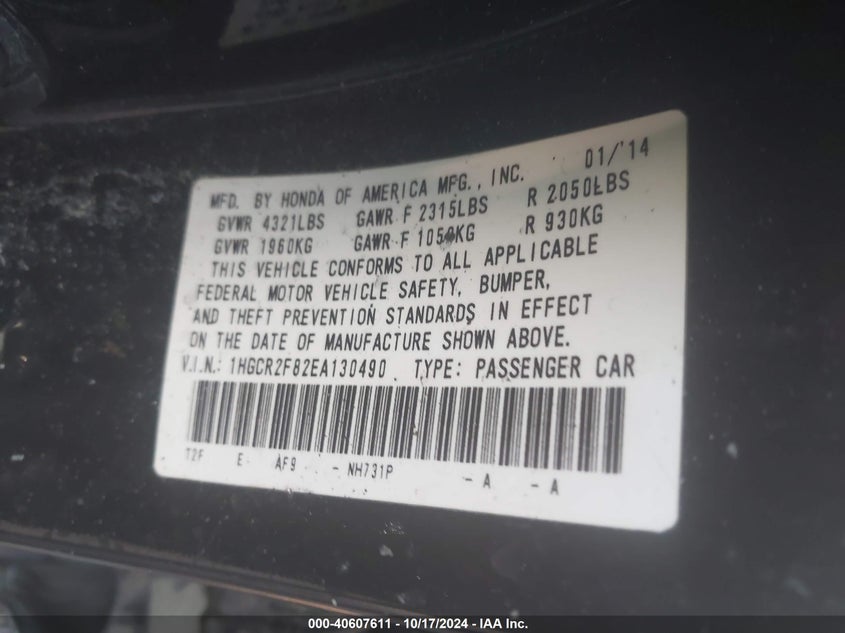 01/'14
MFD. BY HONDA OF AMERICA MFG., INC.
GVWR 4321LBS GAWR F 2315LBS R 2050LBS
GVWR 1960KG GAWR F 1050KG R 930KG
THIS VEHICLE CONFORMS TO ALL APPLICABLE
FEDERAL MOTOR VEHICLE SAFETY, BUMPER,
AND THEFT PREVENTION STANDARDS IN EFFECT
ON THE DATE OF MANUFACTURE SHOWN ABOVE.
V.I.N.: 1HGCR2F82EA130490 TYPE: PASSENGER CAR
T2F E- AF9 - NH731P - A - A
000-40607611 - 10/17/2024 - IAA Inc.